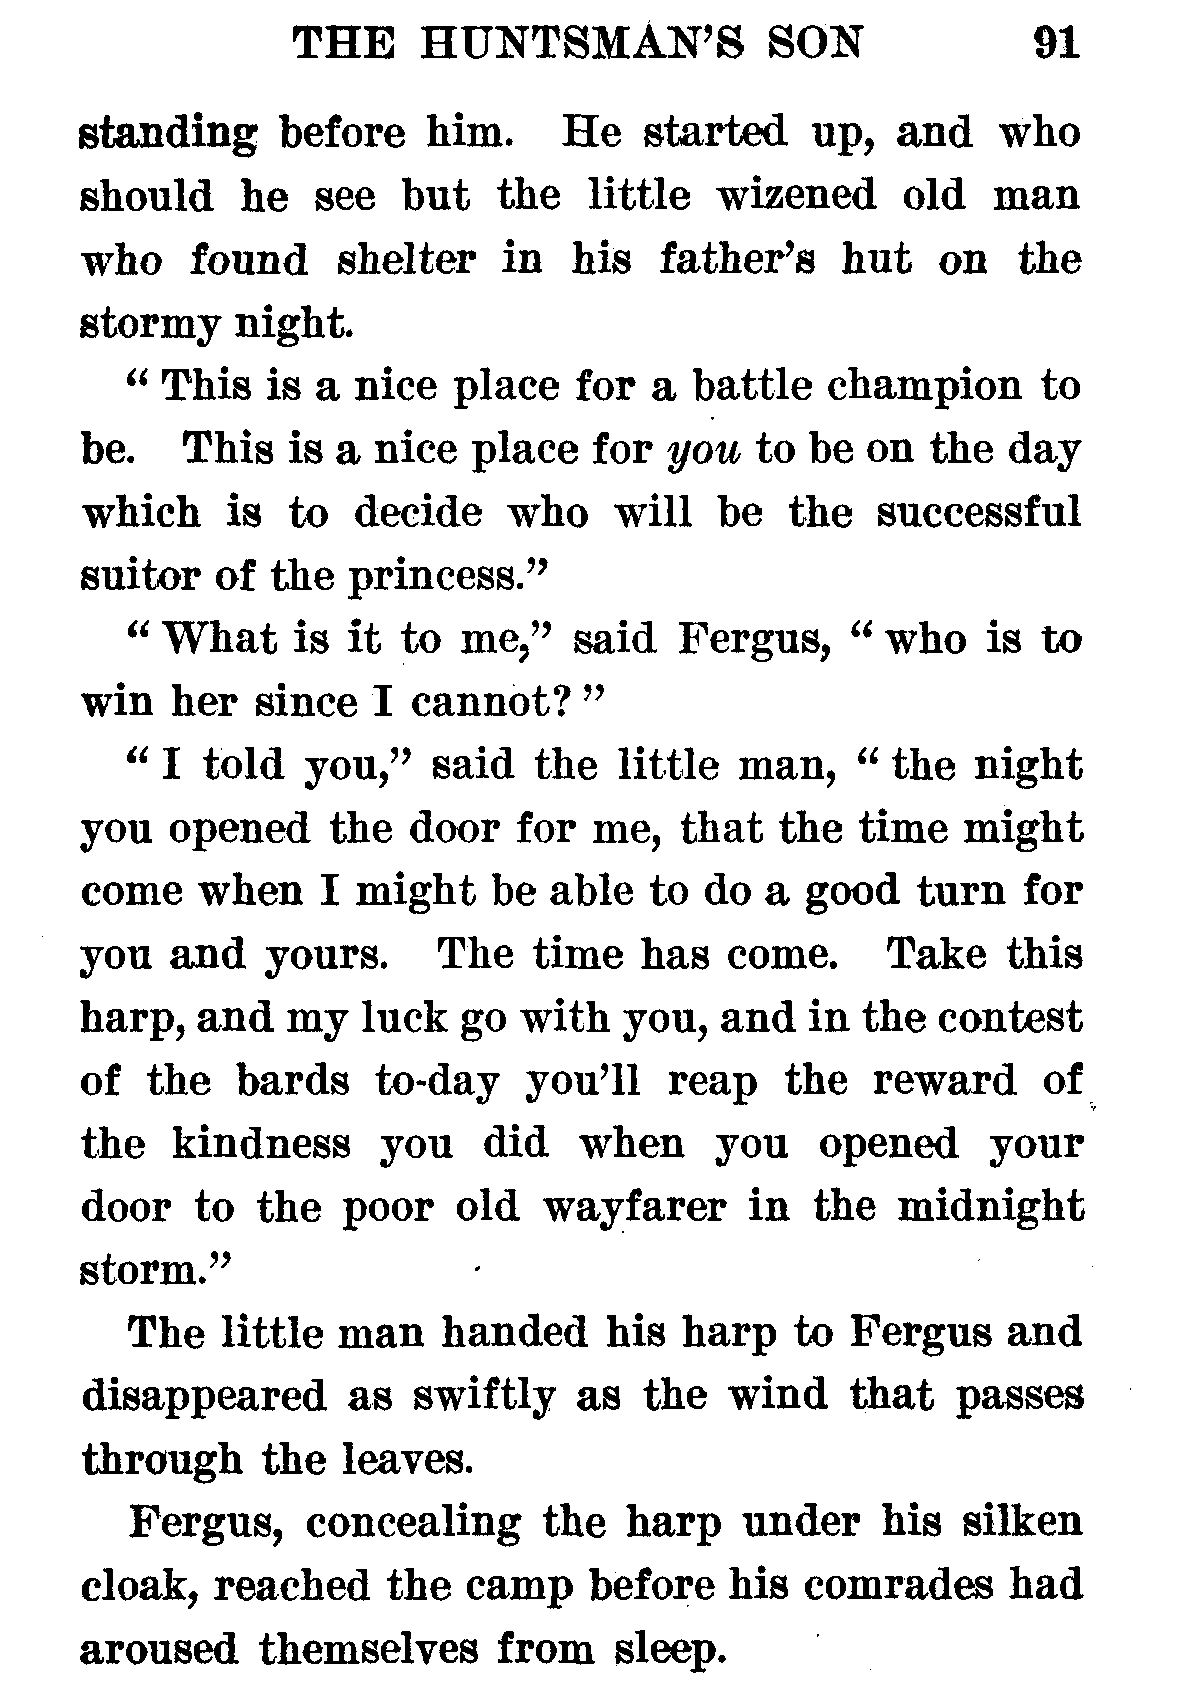 THE HUNTSMAN'S SON 91
standing before him. He started up, and who
should he see but the little wizened old man
who found shelter in his father's hut on the
stormy night.
“ This is a nice place for a battle champion to
be. This is a nice place for you to be on the day
which is to decide who will be the successful
suitor of the princess.”
“ What is it to me,” said Fergus, “ who is to
win her since I cannot? ”
“ I told you,” said the little man, “ the night
you opened the door for me, that the time might
come when I might be able to do a good turn for
you and yours. The time has come. Take this
harp, and my luck go with you, and in the contest
of the bards to-day you'll reap the reward of
the kindness you did when you opened your
door to the poor old wayfarer in the midnight
storm.”
The little man handed his harp to Fergus and
disappeared as swiftly as the wind that passes
through the leaves.
Fergus, concealing the harp under his silken
cloak, reached the camp before his comrades had
aroused themselves from sleep.